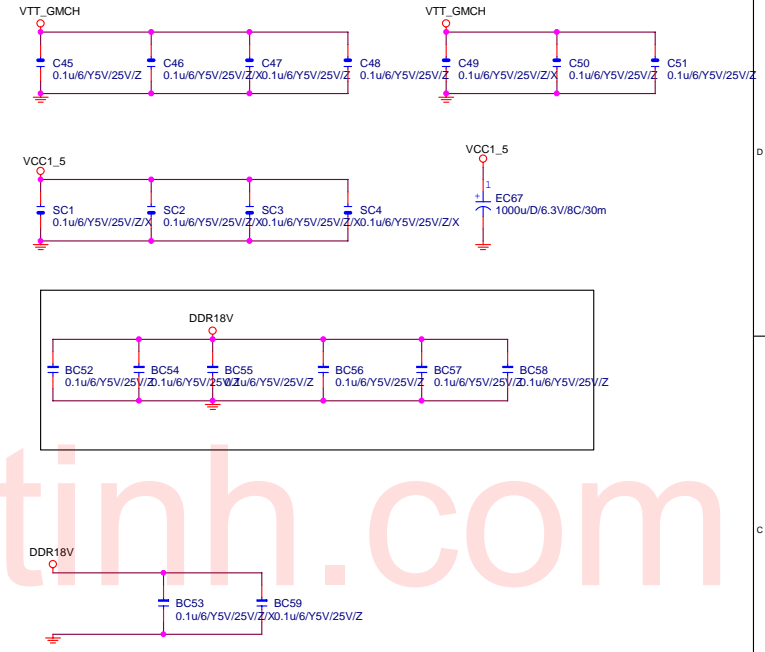 VTT_GMCH
VTT_GMCH
C45
C46
C47
C48
C49
C50
C51
0.1u/6/Y5V/25V/Z
0.1u/6/Y5V/25V/Z/X
0.1u/6/Y5V/25V/Z
0.1u/6/Y5V/25V/Z
0.1u/6/Y5V/25V/Z/X
0.1u/6/Y5V/25V/Z
0.1u/6/Y5V/25V/Z
D
VCC1_5
VCC1_5
1
+
EC67
1000u/D/6.3V/8C/30m
SC1
SC2
SC3
SC4
0.1u/6/Y5V/25V/Z/X
0.1u/6/Y5V/25V/Z/X
0.1u/6/Y5V/25V/Z/X
0.1u/6/Y5V/25V/Z/X
DDR18V
BC52
BC54
BC55
BC56
BC57
BC58
0.1u/6/Y5V/25V/Z
0.1u/6/Y5V/25V/Z
0.1u/6/Y5V/25V/Z
0.1u/6/Y5V/25V/Z
0.1u/6/Y5V/25V/Z
0.1u/6/Y5V/25V/Z
tinh.com
C
DDR18V
BC53
BC59
0.1u/6/Y5V/25V/Z/X
0.1u/6/Y5V/25V/Z